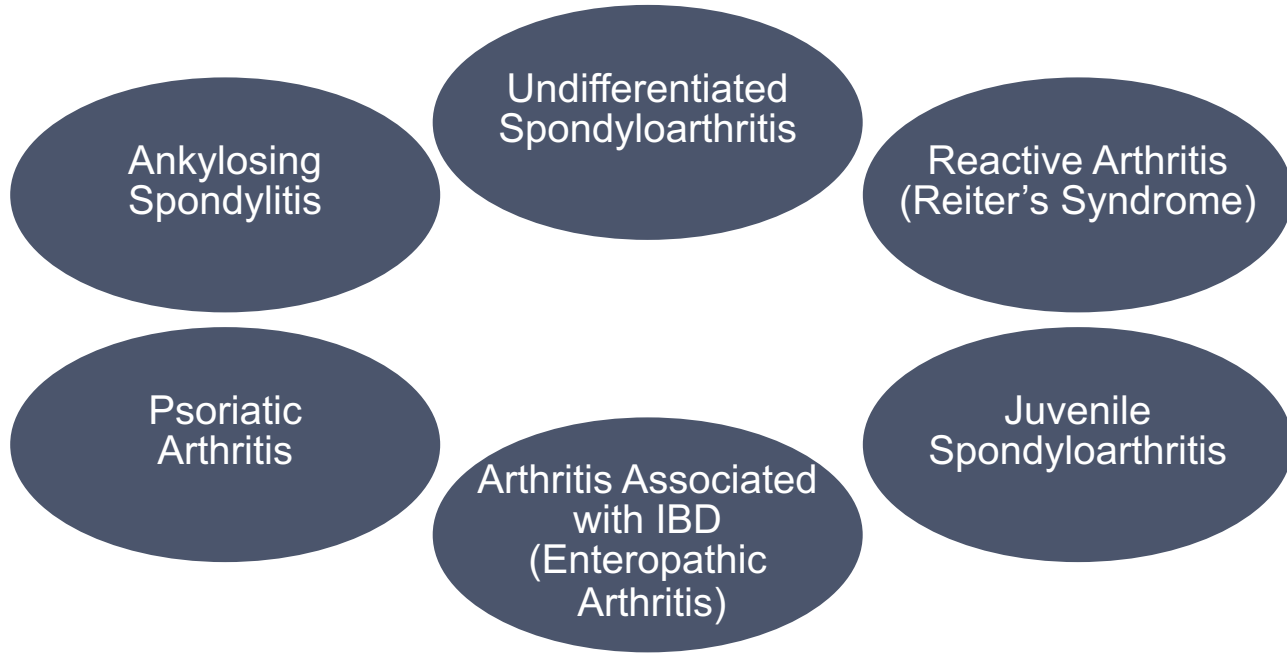 Undifferentiated
Spondyloarthritis
Ankylosing
Spondylitis
Reactive Arthritis
(Reiter’s Syndrome)
Psoriatic
Arthritis
Juvenile
Spondyloarthritis
Arthritis Associated
with IBD
(Enteropathic
Arthritis)